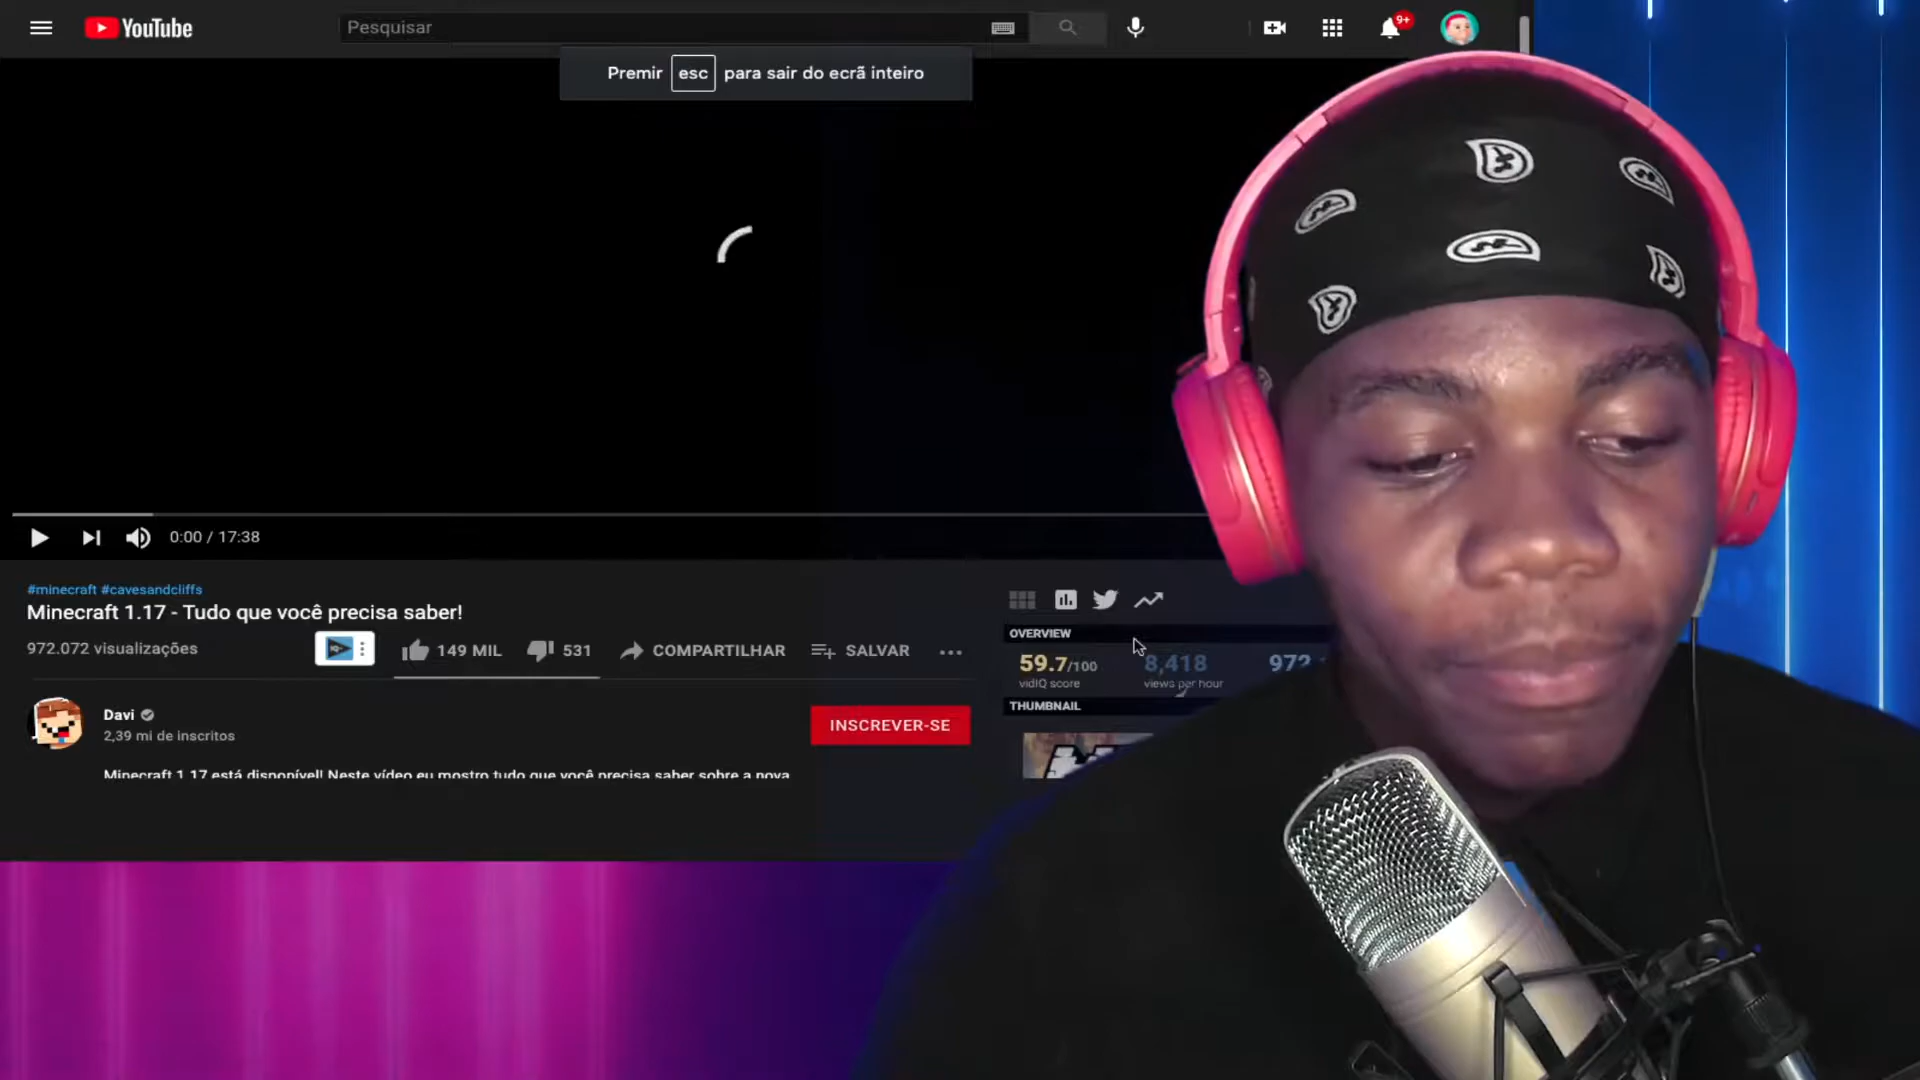 YouTube
Pesquisar
9+
Premir esc para sair do ecrã inteiro
0:00 / 17:38
#minecraft #cavesandcliffs
Minecraft 1.17 - Tudo que você precisa saber!
972.072 visualizações
149 MIL
531
COMPARTILHAR
SALVAR
Davi
2,39 mi de inscritos
INSCREVER-SE
Minecraft 1.17 está disponível! Neste vídeo eu mostro tudo que você precisa saber sobre a nova
OVERVIEW
59.7/100
vidIQ score
8,418
views per hour
972
THUMBNAIL